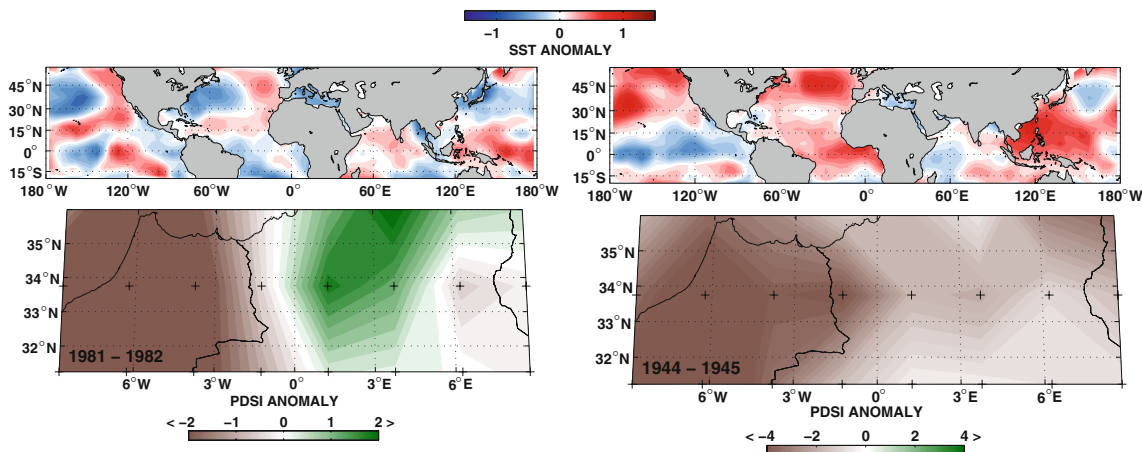 −1 0 1
SST ANOMALY
45°N
30°N
15°N
0°
15°S
180°W 120°W 60°W 0° 60°E 120°E 180°W
45°N
30°N
15°N
0°
15°S
180°W 120°W 60°W 0° 60°E 120°E 180°W
35°N
34°N
33°N
32°N
1981 − 1982
6°W 3°W 0° 3°E 6°E
PDSI ANOMALY
< −2 −1 0 1 2 >
35°N
34°N
33°N
32°N
1944 − 1945
6°W 3°W 0° 3°E 6°E
PDSI ANOMALY
< −4 −2 0 2 4 >